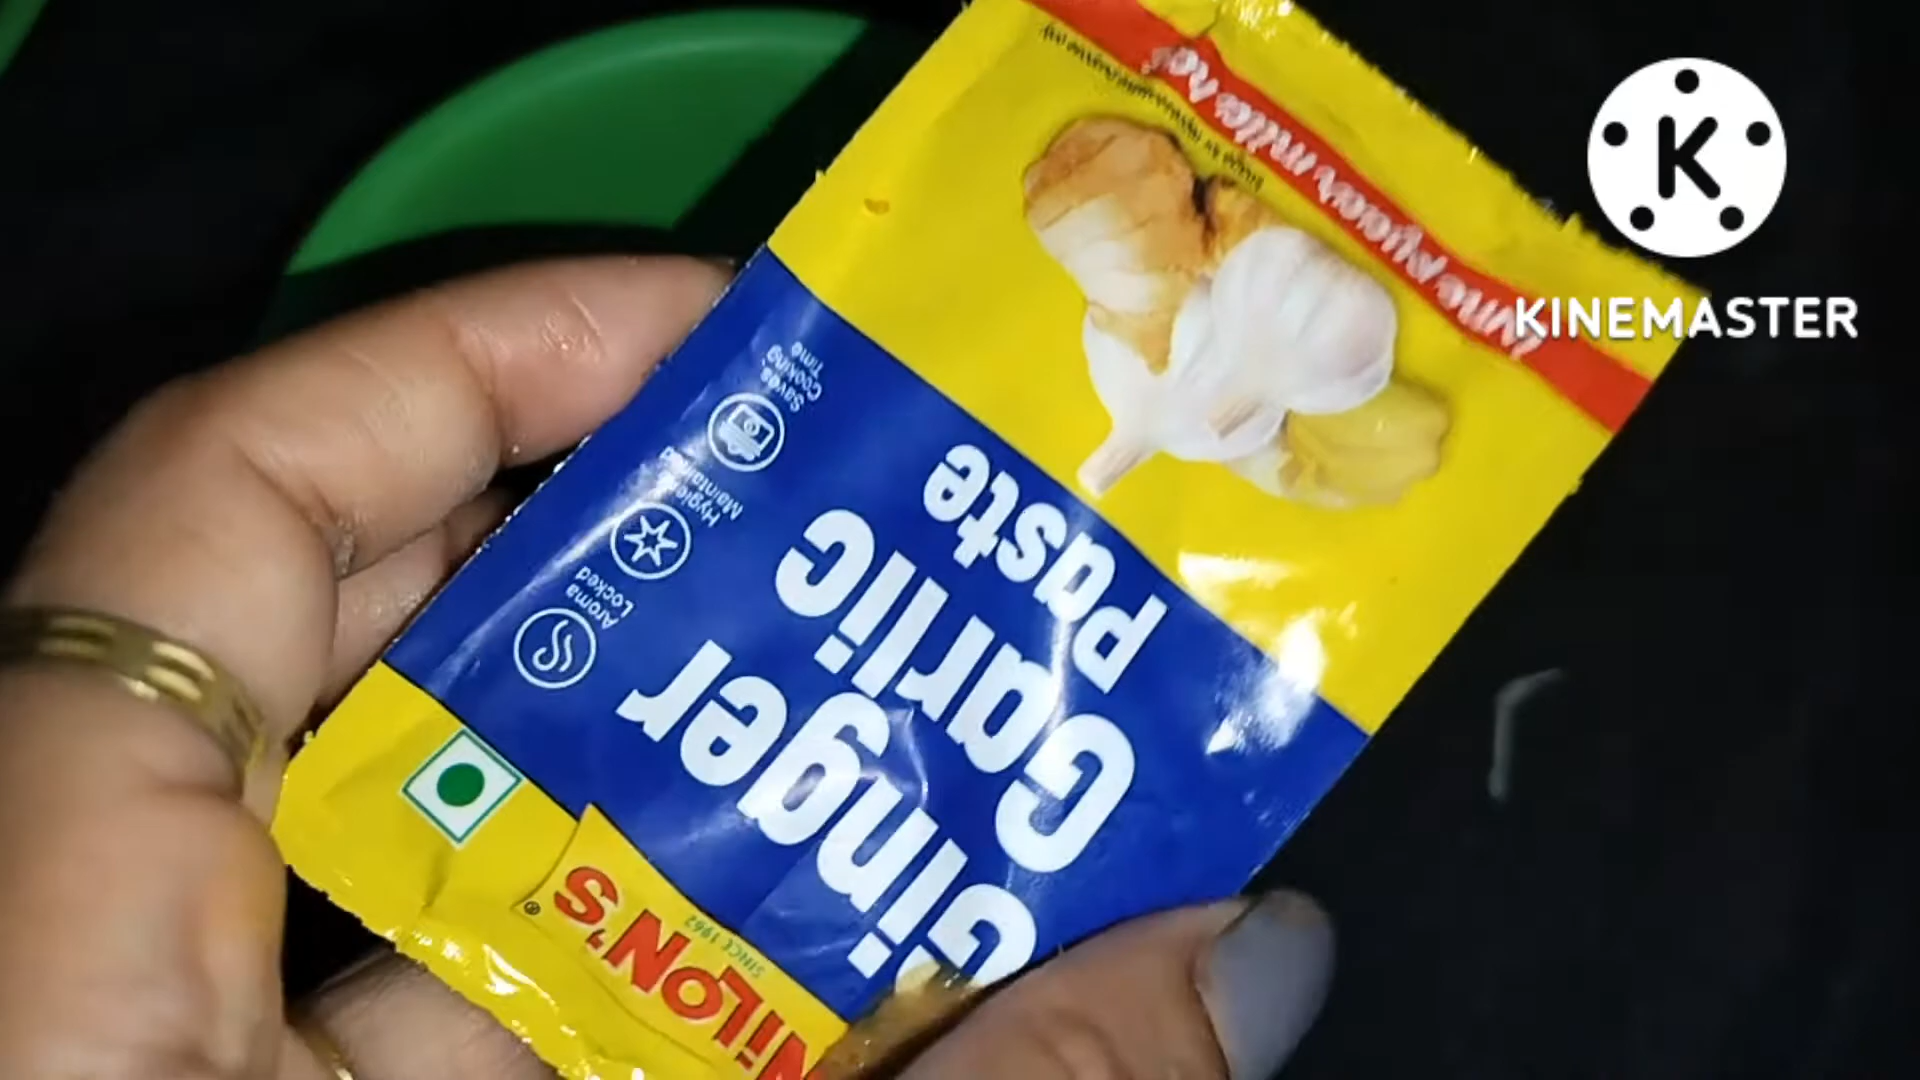 NiLON'S®
SINCE 1962
Ginger
Garlic
Paste
Aroma
Locked
Hygiene
Maintained
Saves
Cooking
Time
KINEMASTER